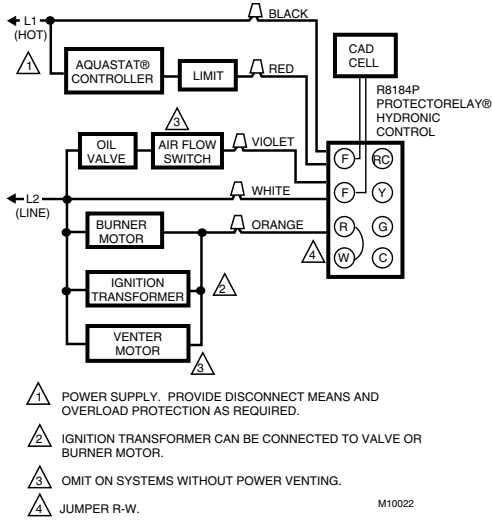 L1
(HOT)
BLACK
1
AQUASTAT®
CONTROLLER
LIMIT
RED
CAD
CELL
R8184P
PROTECTORELAY®
HYDRONIC
CONTROL
3
OIL
VALVE
AIR FLOW
SWITCH
VIOLET
F
RC
L2
(LINE)
WHITE
F
Y
BURNER
MOTOR
ORANGE
R
G
4
W
C
IGNITION
TRANSFORMER
2
VENTER
MOTOR
3
1 POWER SUPPLY. PROVIDE DISCONNECT MEANS AND
OVERLOAD PROTECTION AS REQUIRED.
2 IGNITION TRANSFORMER CAN BE CONNECTED TO VALVE OR
BURNER MOTOR.
3 OMIT ON SYSTEMS WITHOUT POWER VENTING.
4 JUMPER R-W.
M10022